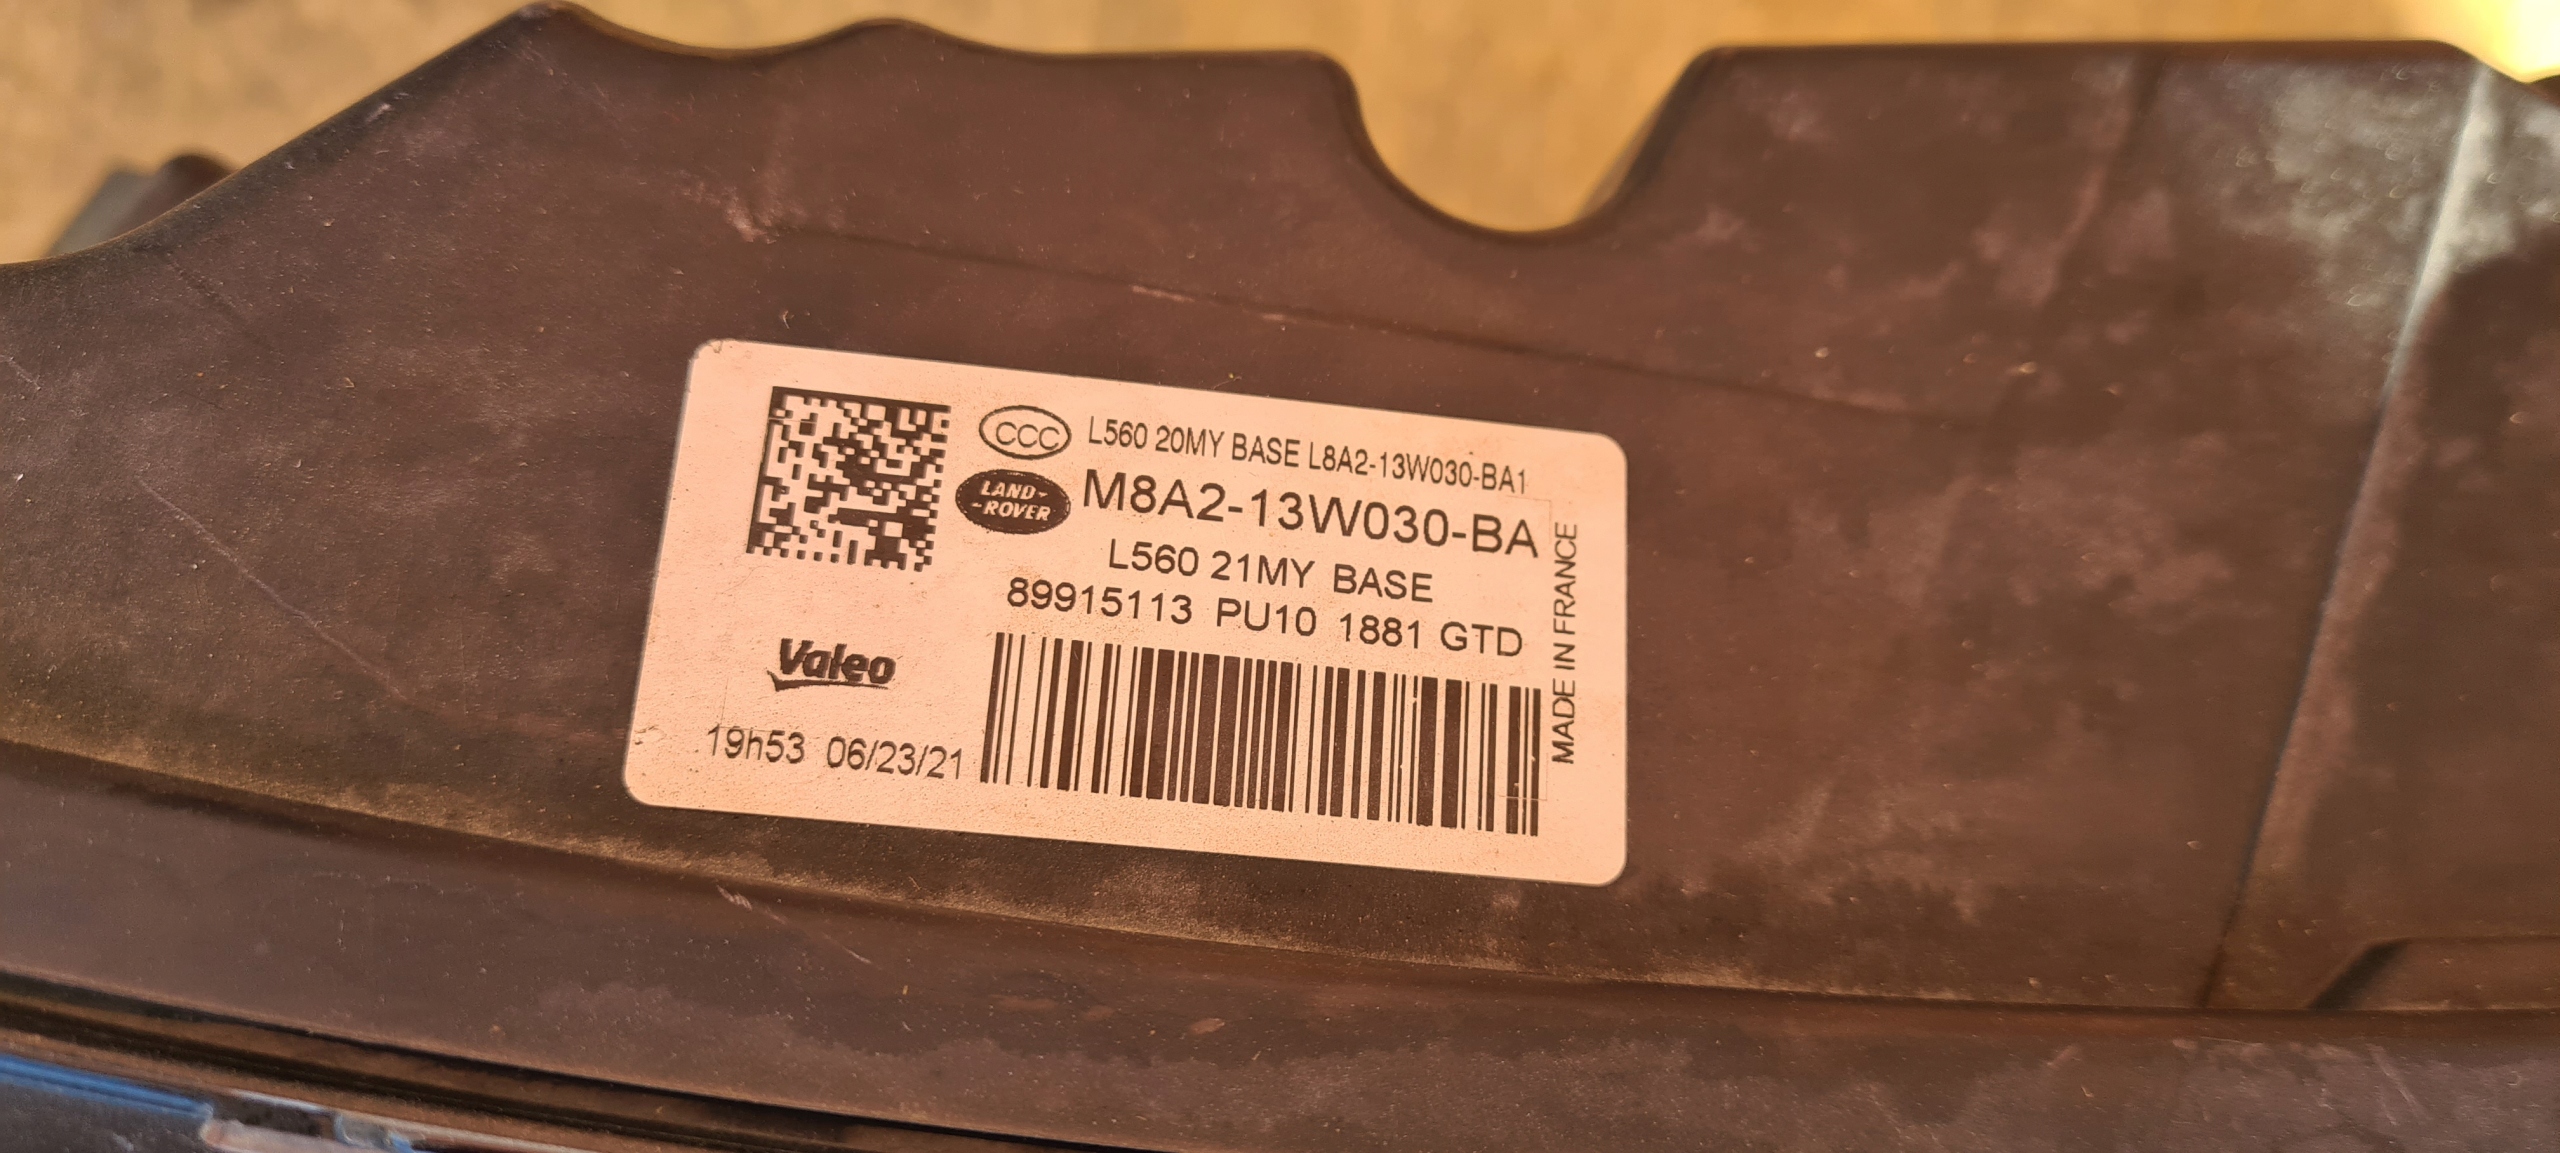 CCC L560 20MY BASE L8A2-13W030-BA1
LAND-
-ROVER
M8A2-13W030-BA
L560 21MY BASE
89915113 PU10 1881 GTD
MADE IN FRANCE
Valeo
19h53 06/23/21